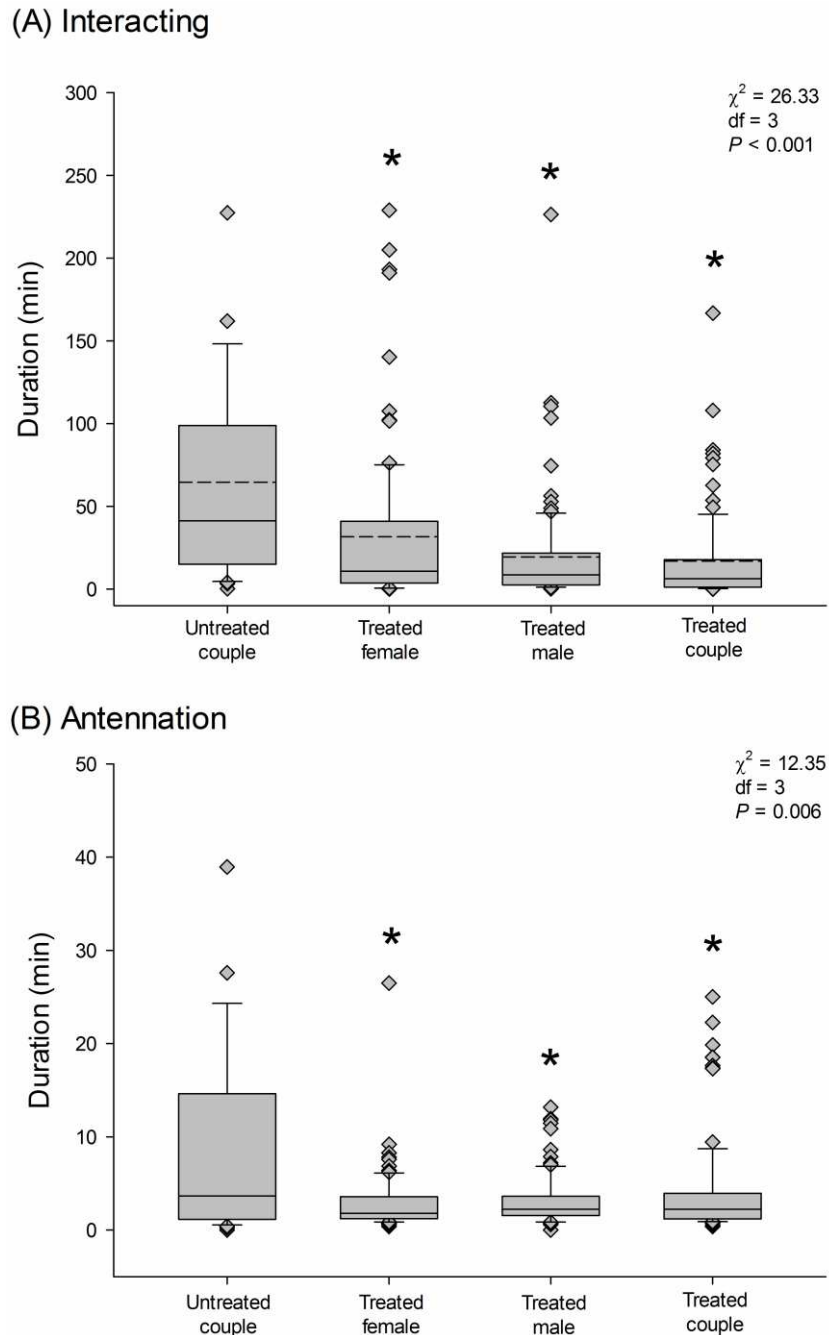 (A) Interacting
χ² = 26.33
df = 3
P < 0.001
300
250
200
150
100
50
0
Duration (min)
*
*
*
Untreated couple
Treated female
Treated male
Treated couple
(B) Antennation
χ² = 12.35
df = 3
P = 0.006
50
40
30
20
10
0
Duration (min)
*
*
*
Untreated couple
Treated female
Treated male
Treated couple